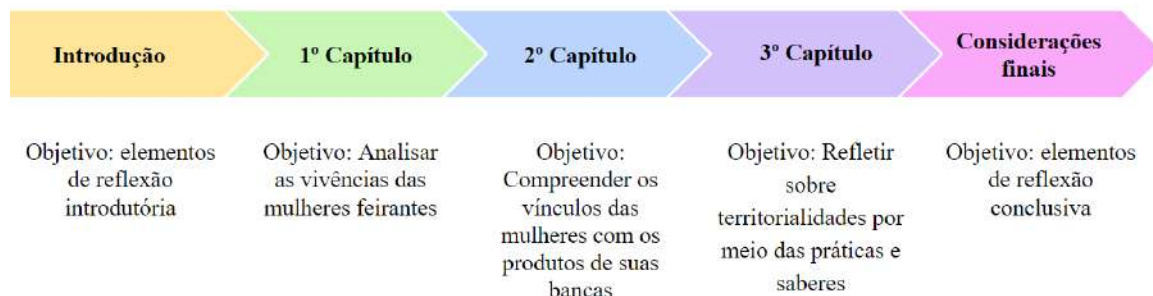 Introdução
1º Capítulo
2º Capítulo
3º Capítulo
Considerações
finais
Objetivo: elementos
de reflexão
introdutória
Objetivo: Analisar
as vivências das
mulheres feirantes
Objetivo:
Compreender os
vínculos das
mulheres com os
produtos de suas
bancas
Objetivo: Refletir
sobre
territorialidades por
meio das práticas e
saberes
Objetivo: elementos
de reflexão
conclusiva